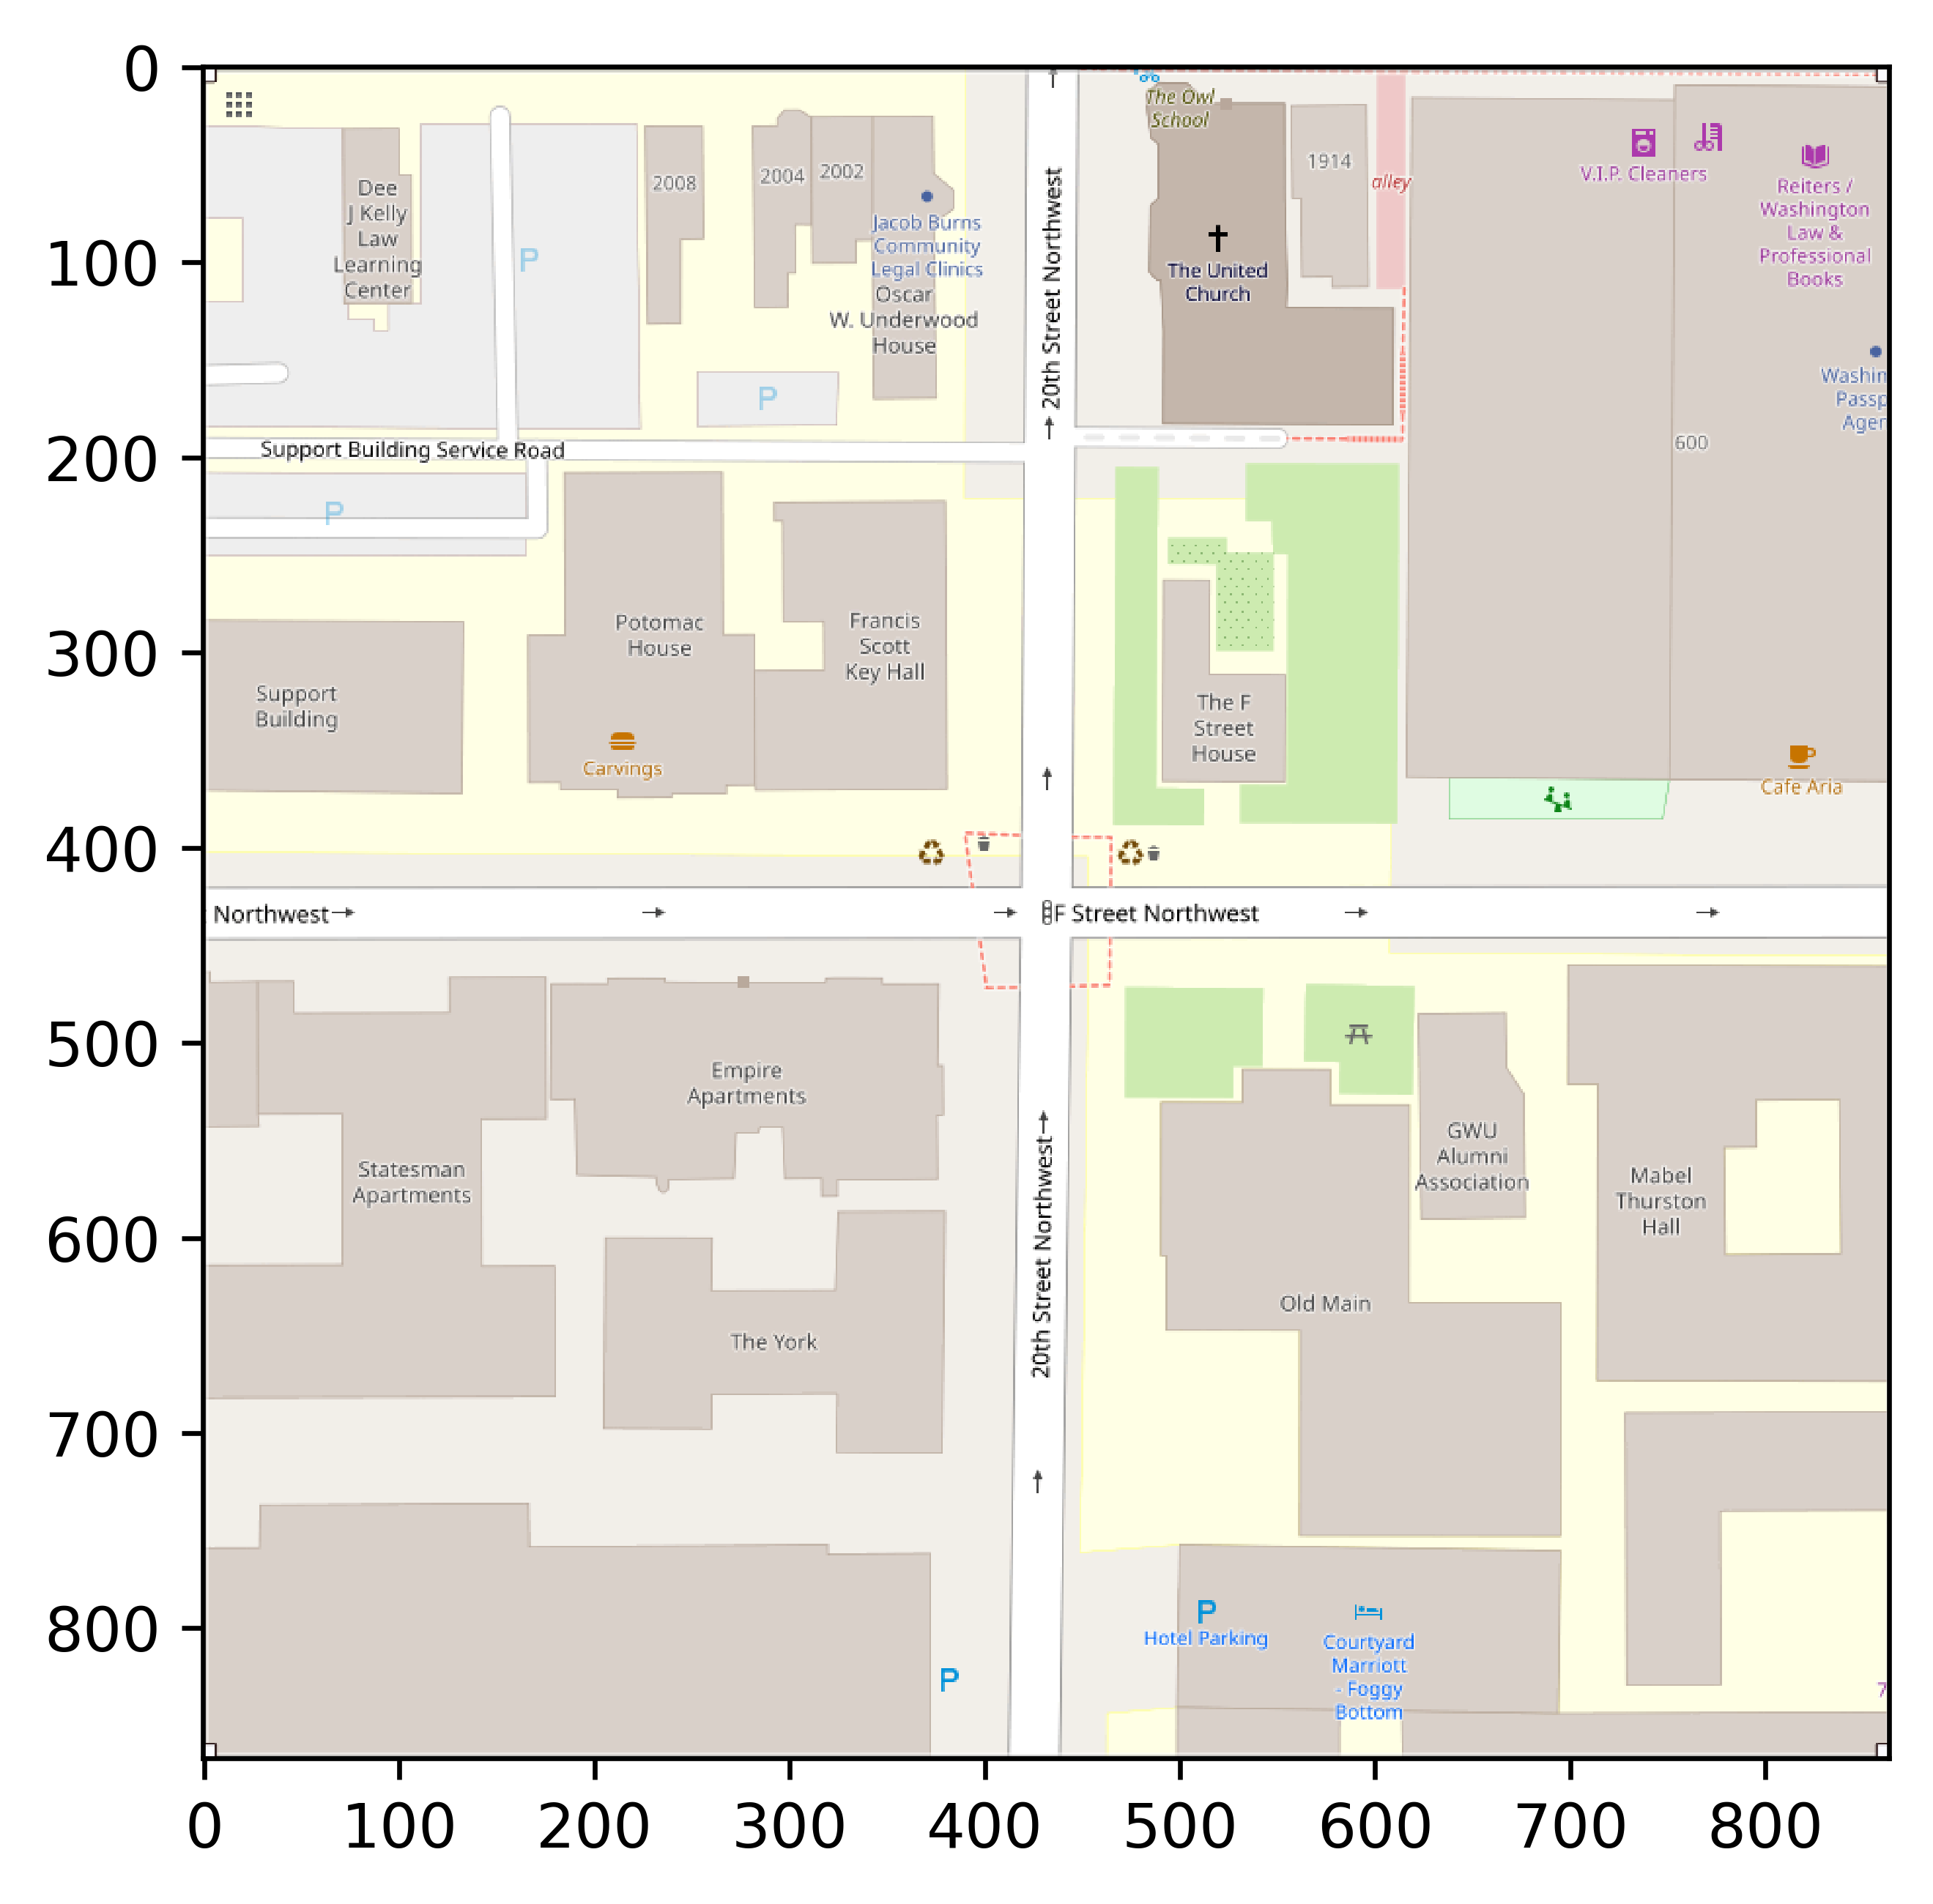 0
100
200
300
400
500
600
700
800
0
100
200
300
400
500
600
700
800
The Owl
School
2008
2004
2002
1914
alley
V.I.P. Cleaners
Reiters /
Washington
Law &
Professional
Books
Dee
J Kelly
Law
Learning
Center
P
Jacob Burns
Community
Legal Clinics
Oscar
W. Underwood
House
20th Street Northwest
The United
Church
P
Washin
Passp
Agen
600
Support Building Service Road
P
Potomac
House
Francis
Scott
Key Hall
Support
Building
The F
Street
House
Carvings
Cafe Aria
Northwest
F Street Northwest
Empire
Apartments
Statesman
Apartments
20th Street Northwest
GWU
Alumni
Association
Mabel
Thurston
Hall
Old Main
The York
P
Hotel Parking
Courtyard
Marriott
- Foggy
Bottom
P
7